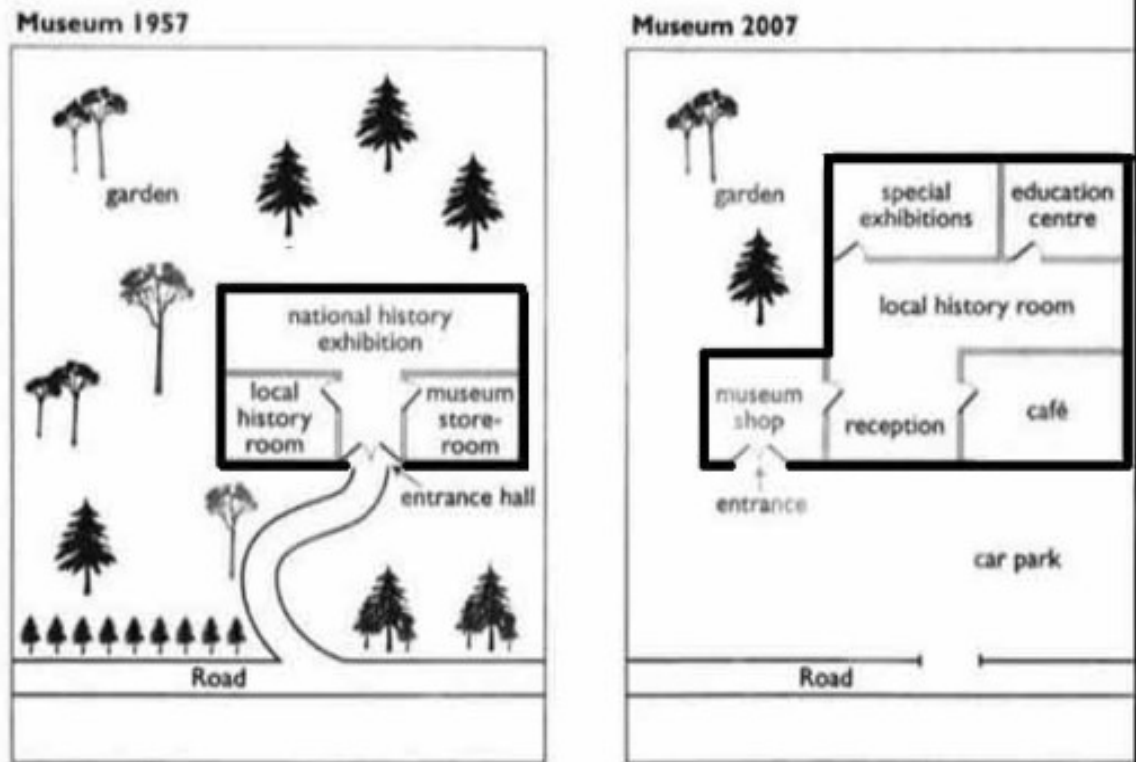 Museum 1957
garden
national history
exhibition
local
history
room
museum
store-
room
entrance hall
Road
Museum 2007
garden
special
exhibitions
education
centre
local history room
museum
shop
reception
café
entrance
car park
Road